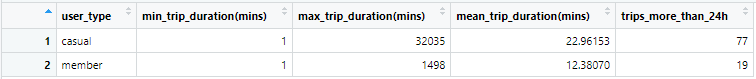 user_type min_trip_duration(mins) max_trip_duration(mins) mean_trip_duration(mins) trips_more_than_24h
1 casual 1 32035 22.96153 77
2 member 1 1498 12.38070 19